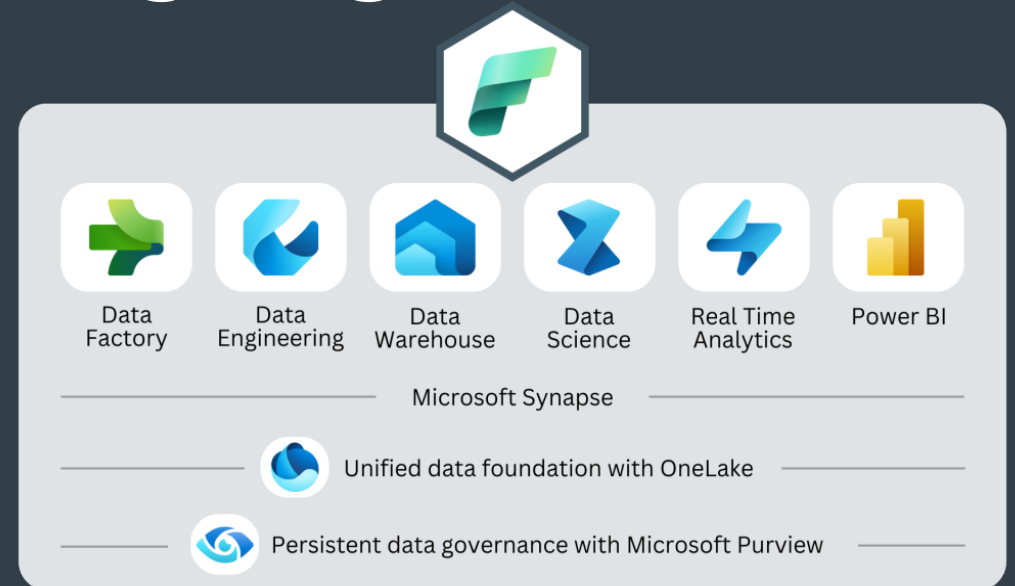 Data
Factory
Data
Engineering
Data
Warehouse
Data
Science
Real Time
Analytics
Power BI
Microsoft Synapse
Unified data foundation with OneLake
Persistent data governance with Microsoft Purview